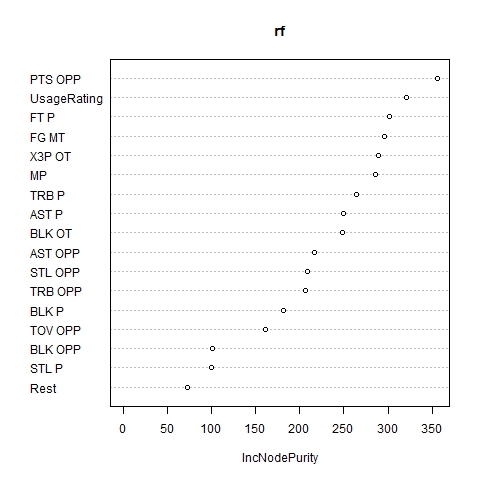 rf
PTS OPP
UsageRating
FT P
FG MT
X3P OT
MP
TRB P
AST P
BLK OT
AST OPP
STL OPP
TRB OPP
BLK P
TOV OPP
BLK OPP
STL P
Rest
0 50 100 150 200 250 300 350
IncNodePurity